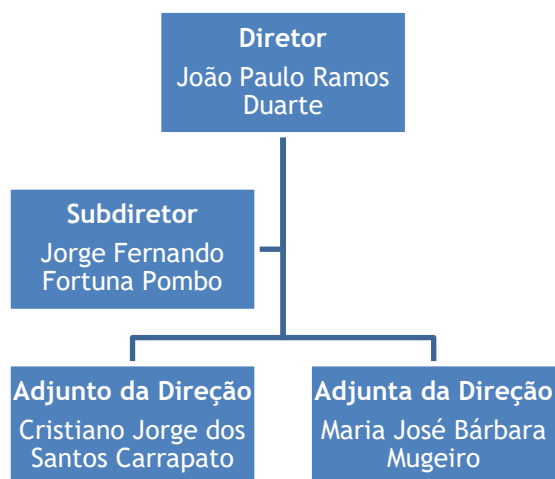 Diretor
João Paulo Ramos
Duarte
Subdiretor
Jorge Fernando
Fortuna Pombo
Adjunto da Direção
Cristiano Jorge dos
Santos Carrapato
Adjunta da Direção
Maria José Bárbara
Mugeiro